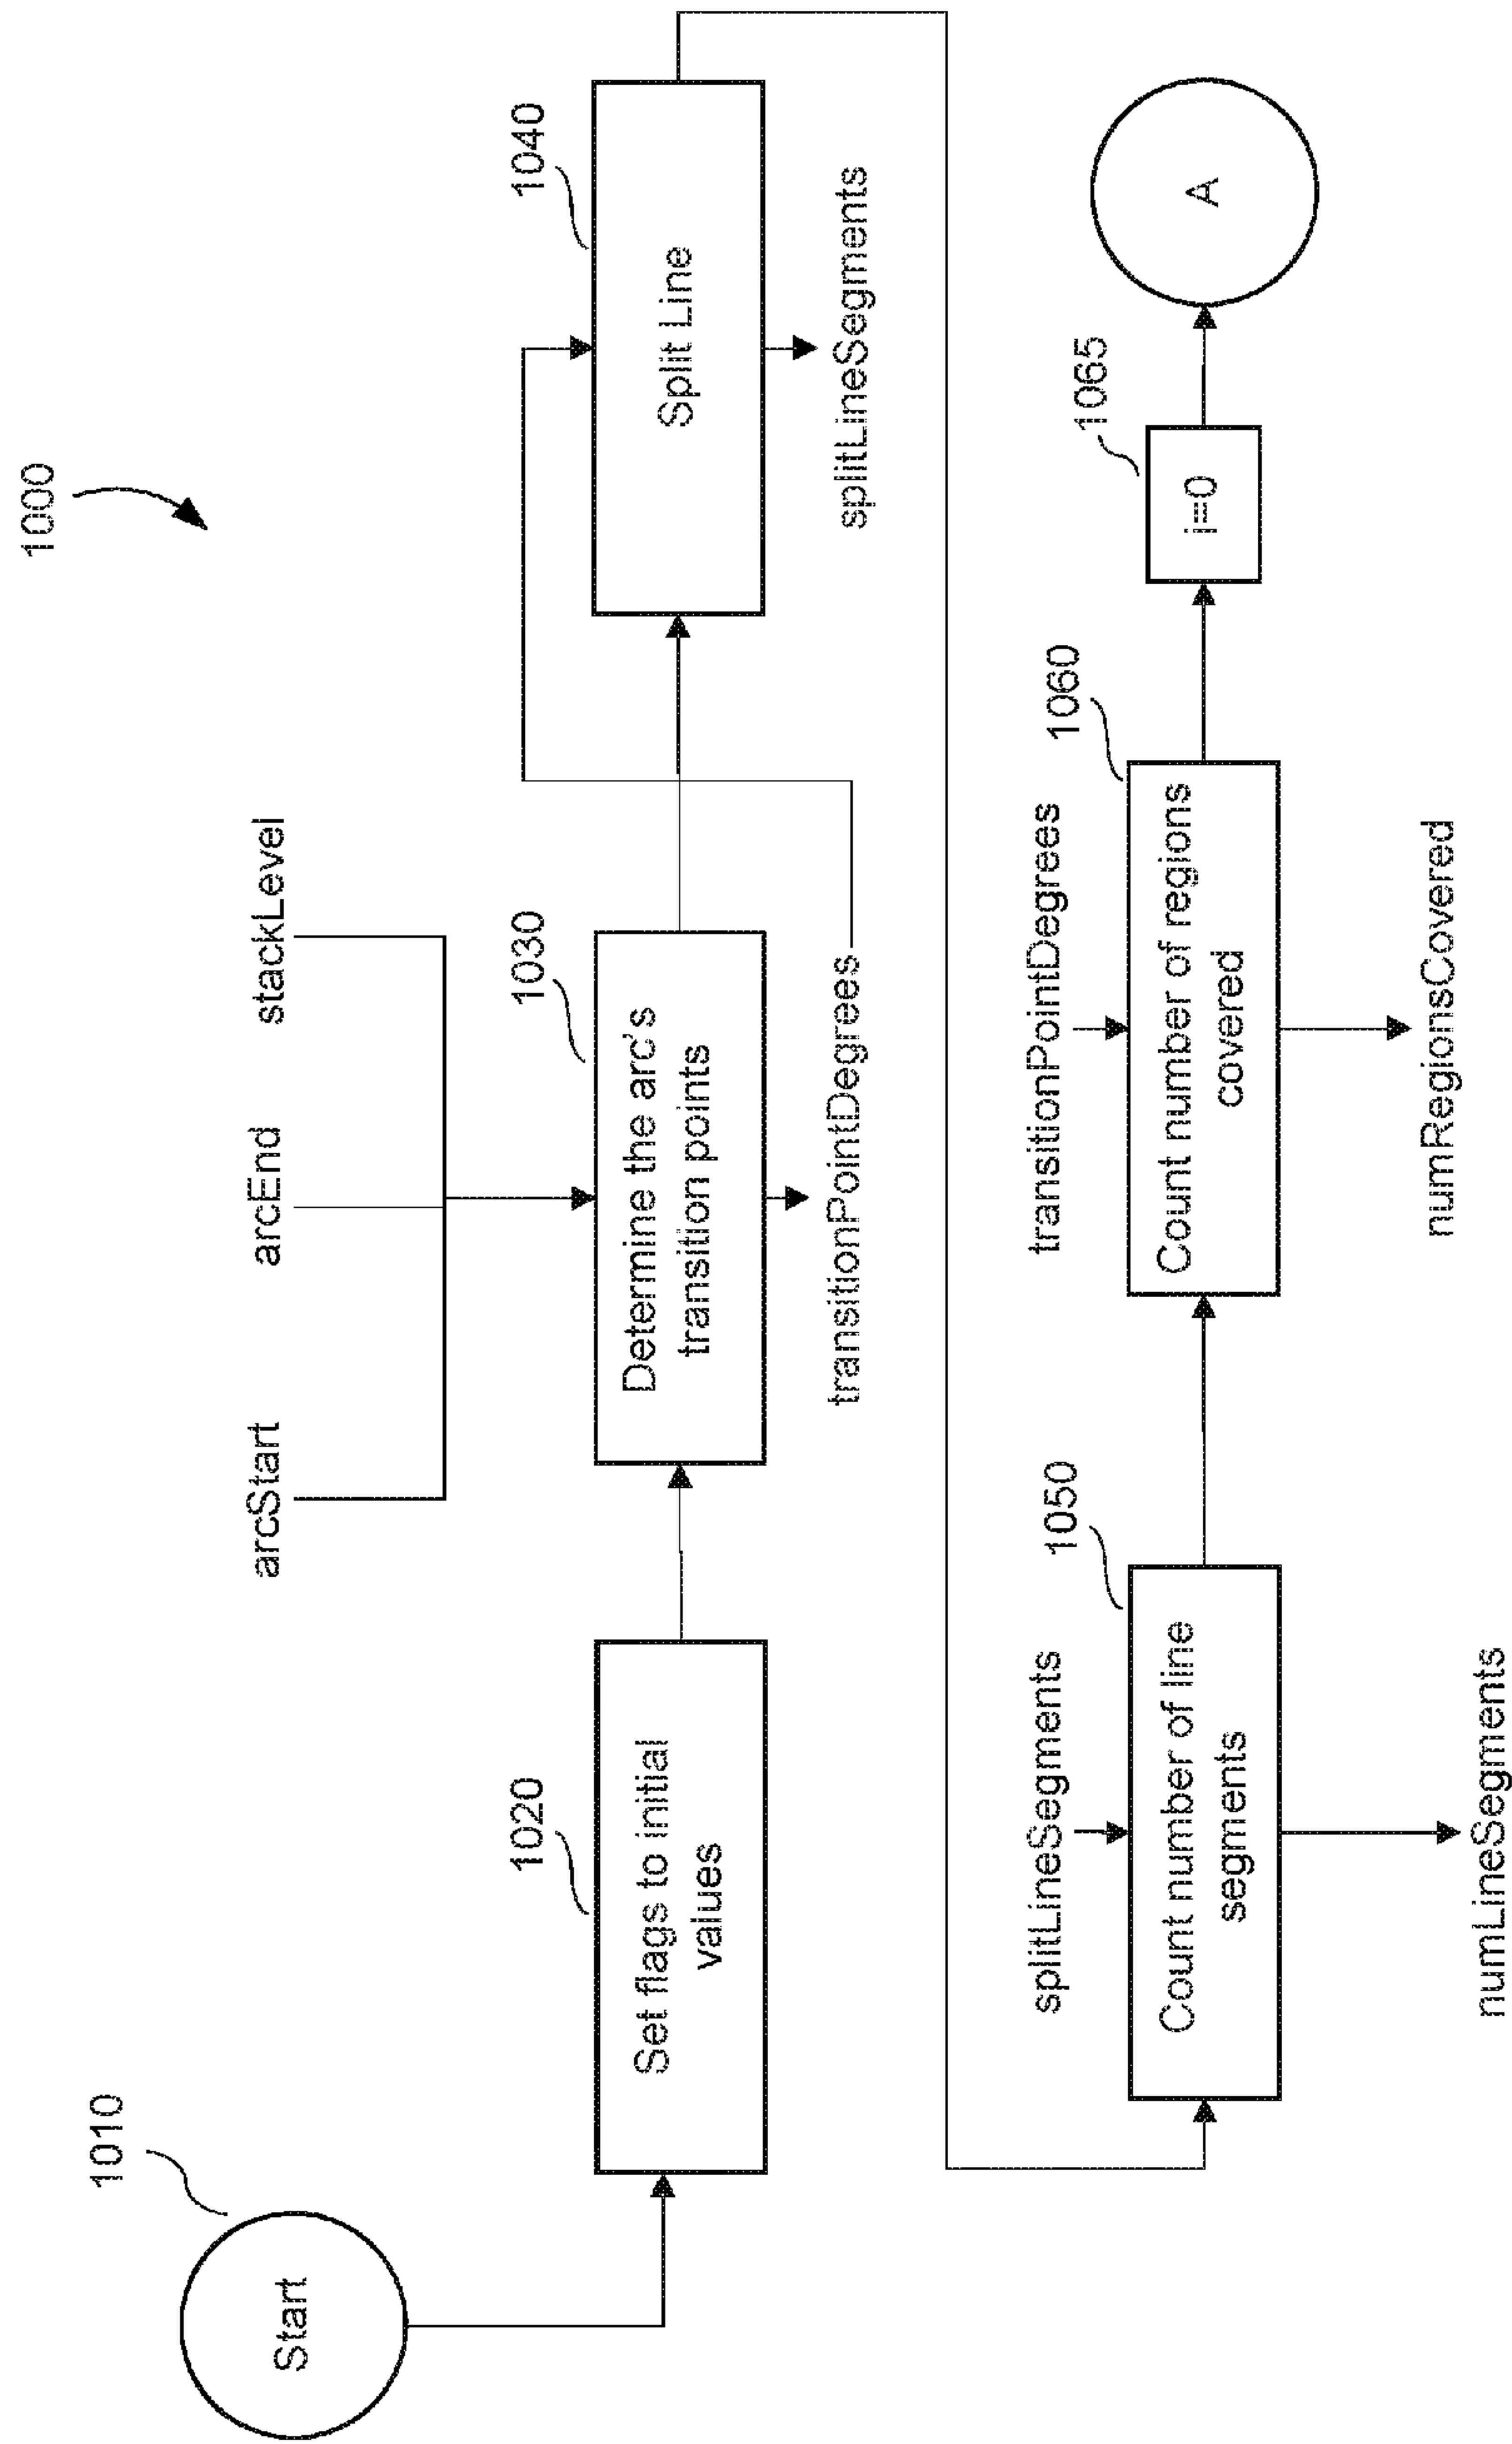 1000
1010
Start
arcStart
arcEnd
stackLevel
1020
Set flags to initial
values
1030
Determine the arc's
transition points
transitionPointDegrees
1040
Split Line
splitLineSegments
splitLineSegments
1050
Count number of line
segments
numLineSegments
transitionPointDegrees
1060
Count number of regions
covered
numRegionsCovered
1065
i=0
A